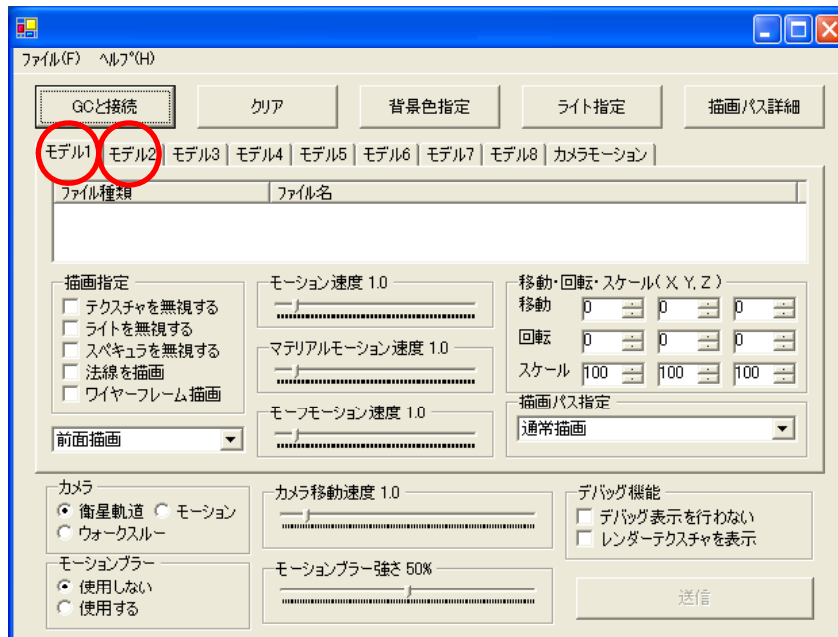 ファイル(F) ヘルプ(H)
GCと接続 クリア 背景色指定 ライト指定 描画パス詳細
モデル1 モデル2 モデル3 モデル4 モデル5 モデル6 モデル7 モデル8 カメラモーション
ファイル種類 ファイル名
描画指定
テクスチャを無視する
ライトを無視する
スペキュラを無視する
法線を描画
ワイヤーフレーム描画
前面描画
モーション速度 1.0
マテリアルモーション速度 1.0
モーフモーション速度 1.0
移動・回転・スケール( X, Y, Z )
移動 0 0 0
回転 0 0 0
スケール 100 100 100
描画パス指定
通常描画
カメラ
衛星軌道 モーション
ウォークスルー
モーションブラー
使用しない
使用する
カメラ移動速度 1.0
モーションブラー強さ 50%
デバッグ機能
デバッグ表示を行わない
レンダーテクスチャを表示
送信